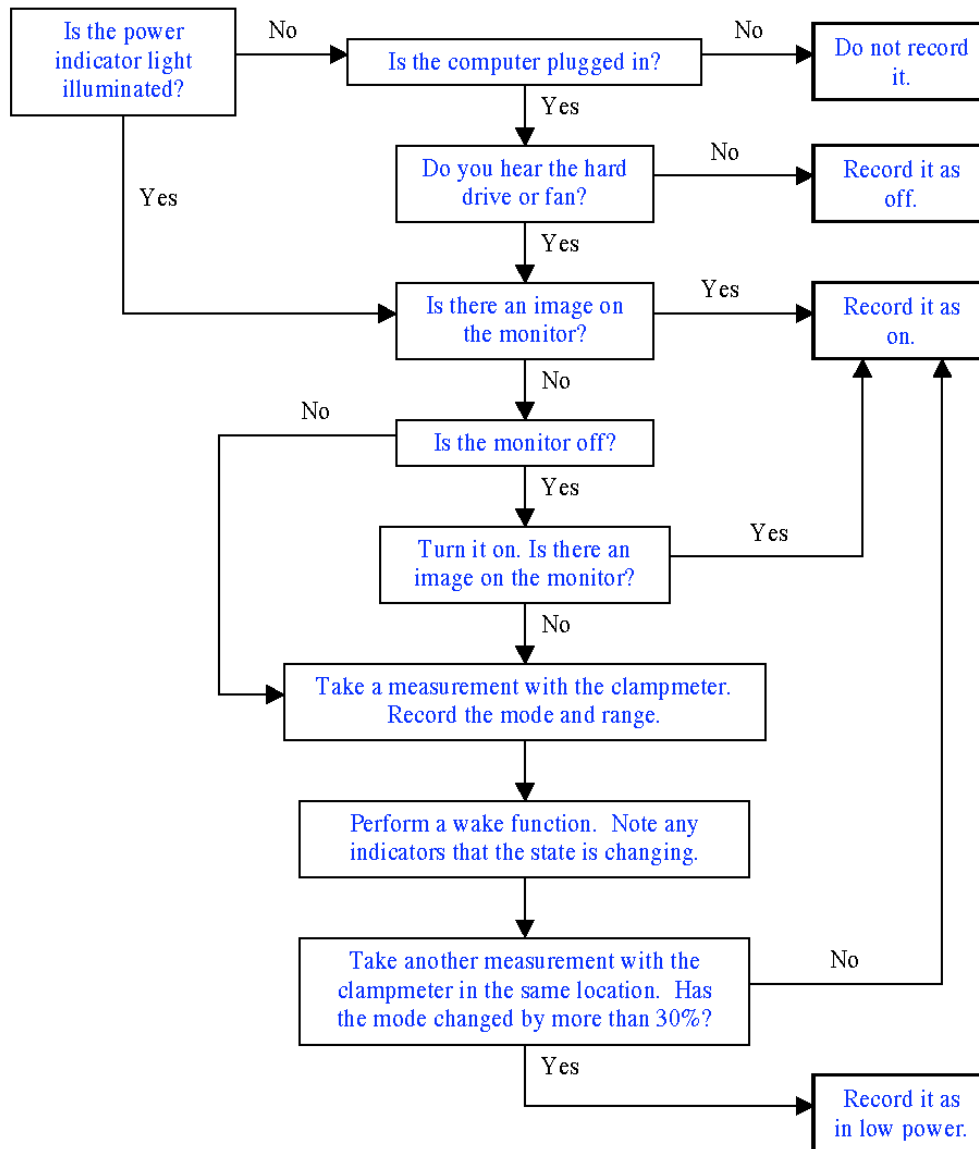 Is the power
indicator light
illuminated?
No
Is the computer plugged in?
No
Do not record
it.
Yes
Do you hear the hard
drive or fan?
No
Record it as
off.
Yes
Yes
Is there an image on
the monitor?
Yes
Record it as
on.
No
No
Is the monitor off?
Yes
Turn it on. Is there an
image on the monitor?
Yes
No
Take a measurement with the clampmeter.
Record the mode and range.
Perform a wake function.  Note any
indicators that the state is changing.
Take another measurement with the
clampmeter in the same location.  Has
the mode changed by more than 30%?
No
Yes
Record it as
in low power.